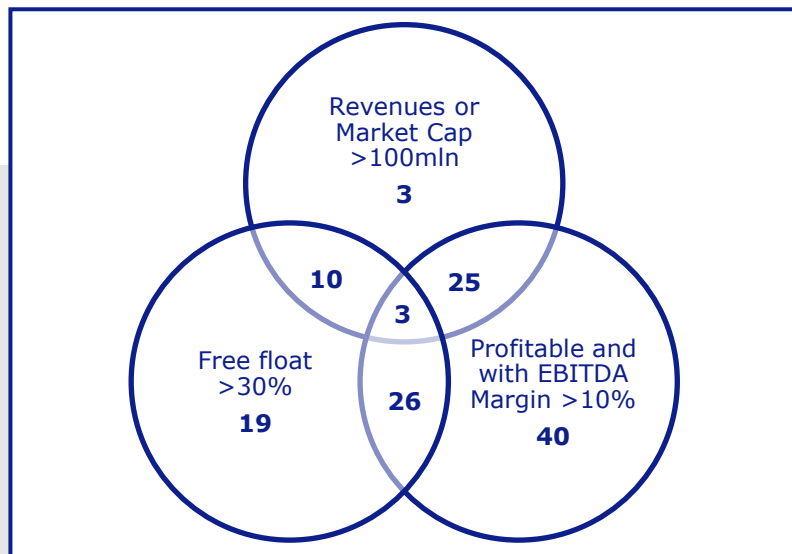 Revenues or
Market Cap
>100mln
3
10
25
3
Free float
>30%
19
26
Profitable and
with EBITDA
Margin >10%
40